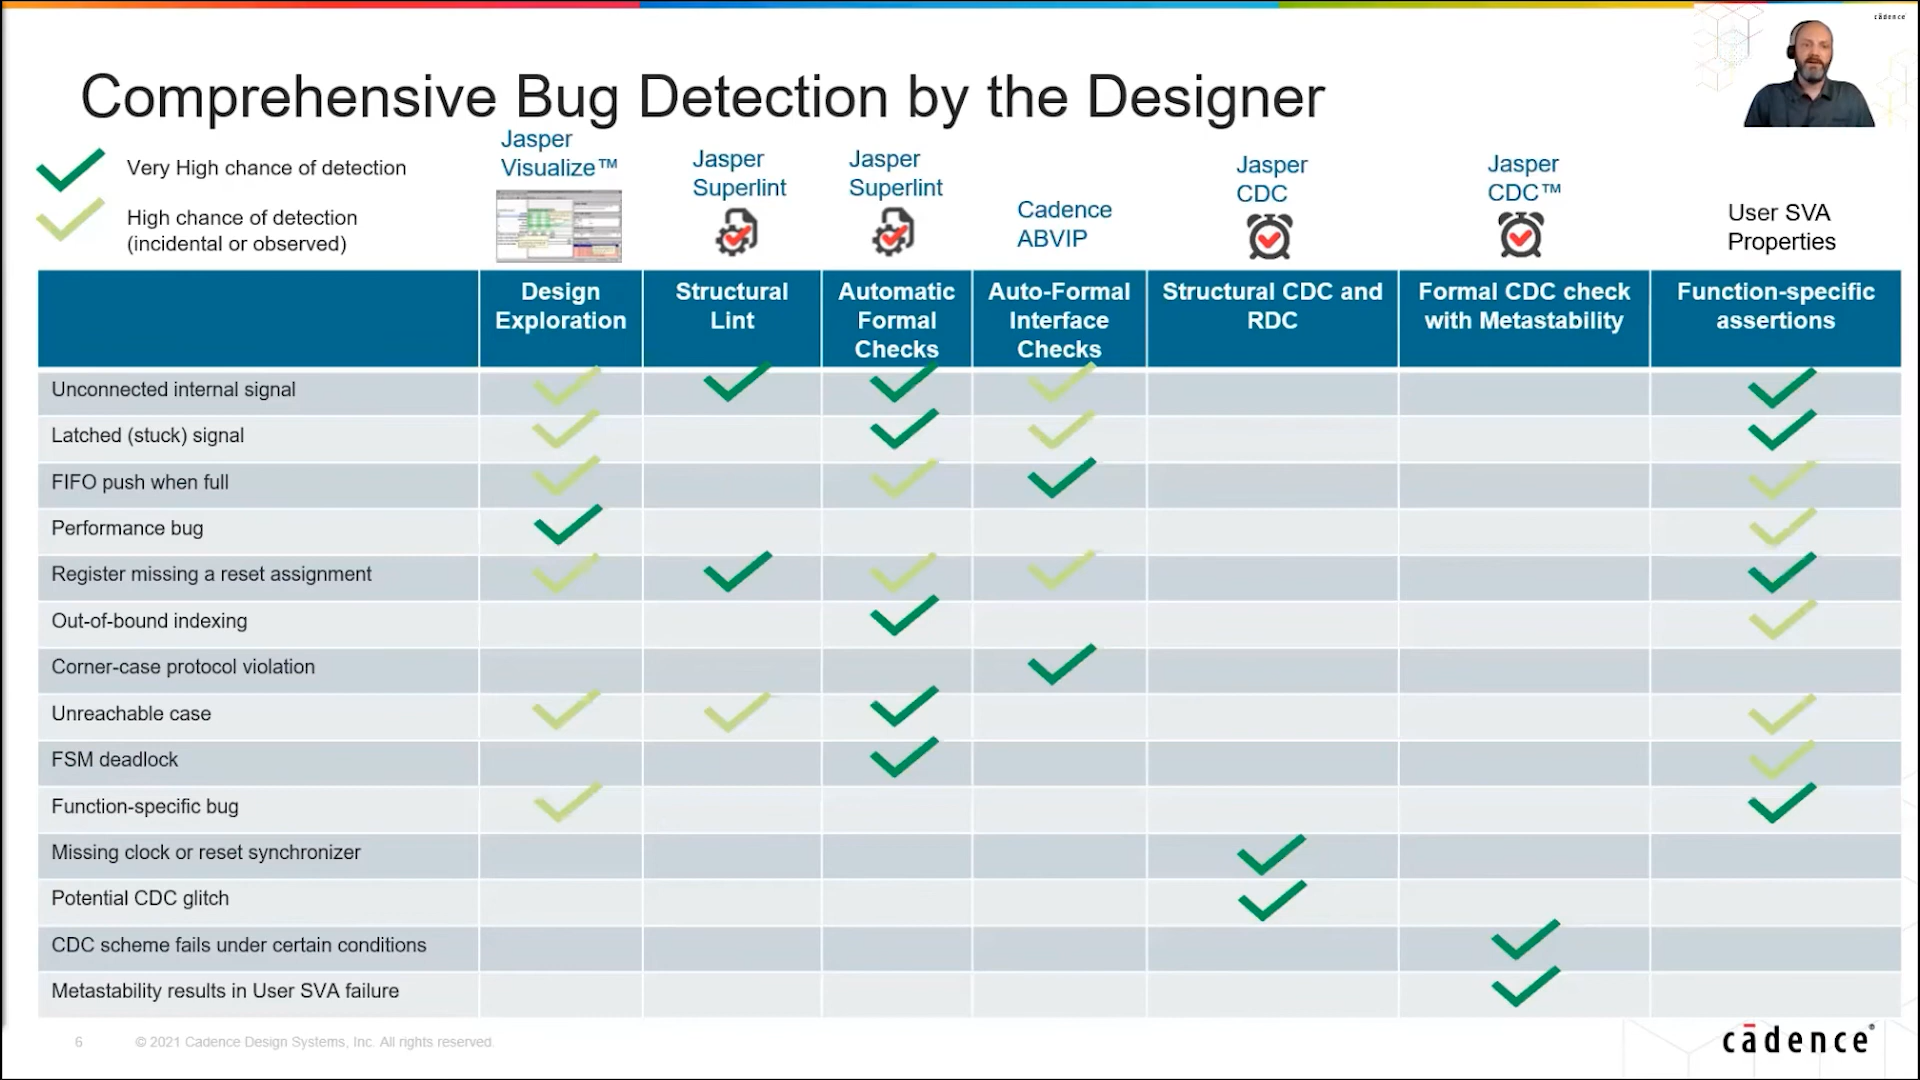 cādence
Comprehensive Bug Detection by the Designer
Very High chance of detection
High chance of detection
(incidental or observed)
Jasper
Visualize™
Jasper
Superlint
Jasper
Superlint
Cadence
ABVIP
Jasper
CDC
Jasper
CDC™
User SVA
Properties
Design
Exploration
Structural
Lint
Automatic
Formal
Checks
Auto-Formal
Interface
Checks
Structural CDC and
RDC
Formal CDC check
with Metastability
Function-specific
assertions
Unconnected internal signal
Latched (stuck) signal
FIFO push when full
Performance bug
Register missing a reset assignment
Out-of-bound indexing
Corner-case protocol violation
Unreachable case
FSM deadlock
Function-specific bug
Missing clock or reset synchronizer
Potential CDC glitch
CDC scheme fails under certain conditions
Metastability results in User SVA failure
6
© 2021 Cadence Design Systems, Inc. All rights reserved.
cādence®